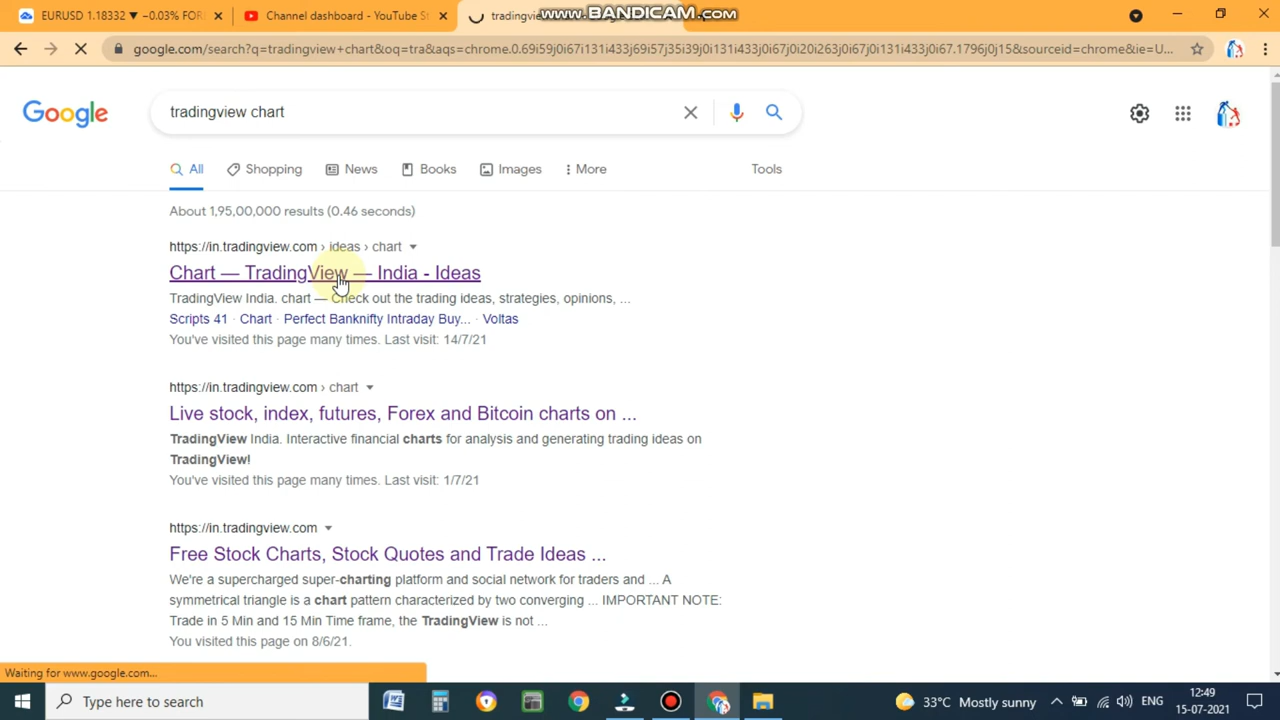 EURUSD 1.18332 ▼ −0.03% FOR
Channel dashboard - YouTube St
tradingvie
www.BANDICAM.com
google.com/search?q=tradingview+chart&oq=tra&aqs=chrome.0.69i59j0i67i131i433j69i57j35i39j0i131i433j0i67j0i20i263j0i67j0i131i433j0i67.1796j0j15&sourceid=chrome&ie=U...
Google
tradingview chart
All
Shopping
News
Books
Images
More
Tools
About 1,95,00,000 results (0.46 seconds)
https://in.tradingview.com › ideas › chart
Chart — TradingView — India - Ideas
TradingView India. chart — Check out the trading ideas, strategies, opinions, ...
Scripts 41 · Chart · Perfect Banknifty Intraday Buy... · Voltas
You've visited this page many times. Last visit: 14/7/21
https://in.tradingview.com › chart
Live stock, index, futures, Forex and Bitcoin charts on ...
TradingView India. Interactive financial charts for analysis and generating trading ideas on
TradingView!
You've visited this page many times. Last visit: 1/7/21
https://in.tradingview.com
Free Stock Charts, Stock Quotes and Trade Ideas ...
We're a supercharged super-charting platform and social network for traders and ... A
symmetrical triangle is a chart pattern characterized by two converging ... IMPORTANT NOTE:
Trade in 5 Min and 15 Min Time frame, the TradingView is not ...
You visited this page on 8/6/21.
Waiting for www.google.com...
Type here to search
33°C Mostly sunny
ENG
12:49
15-07-2021